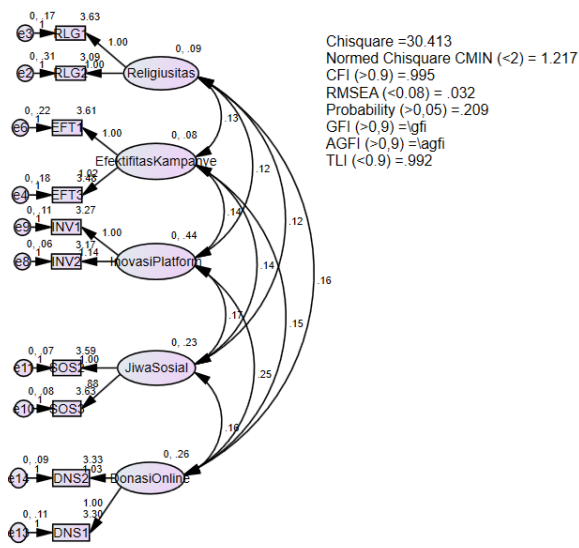 0, .17
3.63
e3
1
RLG1
1.00
0, .09
Religiusitas
0, .31
3.09
e2
1
RLG2
1.00
0, .22
3.61
e6
1
EFT1
1.00
0, .08
EfektifitasKampanye
0, .18
3.48
1.02
e4
1
EFT3
0, .11
3.27
e9
1
INV1
1.00
0, .44
InovasiPlatform
0, .06
3.17
1.14
e8
1
INV2
0, .07
3.59
1.00
e11
1
SOS2
0, .23
JiwaSosial
0, .08
.88
3.63
e10
1
SOS3
0, .09
3.33
1.03
e14
1
DNS2
0, .26
DonasiOnline
1.00
0, .11
3.30
e13
1
DNS1
.13
.12
.14
.12
.14
.16
.17
.15
.25
.16
Chisquare =30.413
Normed Chisquare CMIN (<2) = 1.217
CFI (>0.9) =.995
RMSEA (<0.08) = .032
Probability (>0,05) =.209
GFI (>0,9) =\gfi
AGFI (>0,9) =\agfi
TLI (<0.9) =.992